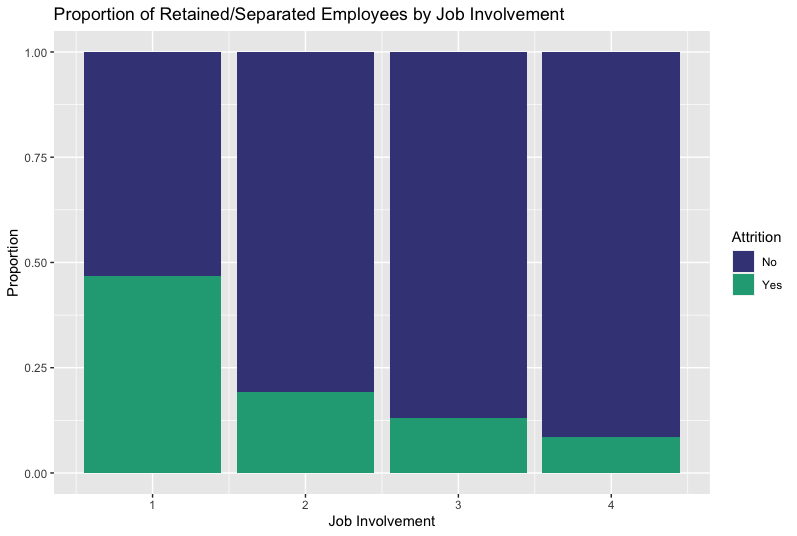 Proportion of Retained/Separated Employees by Job Involvement
1.00
0.75
0.50
0.25
0.00
Proportion
1 2 3 4
Job Involvement
Attrition
No
Yes